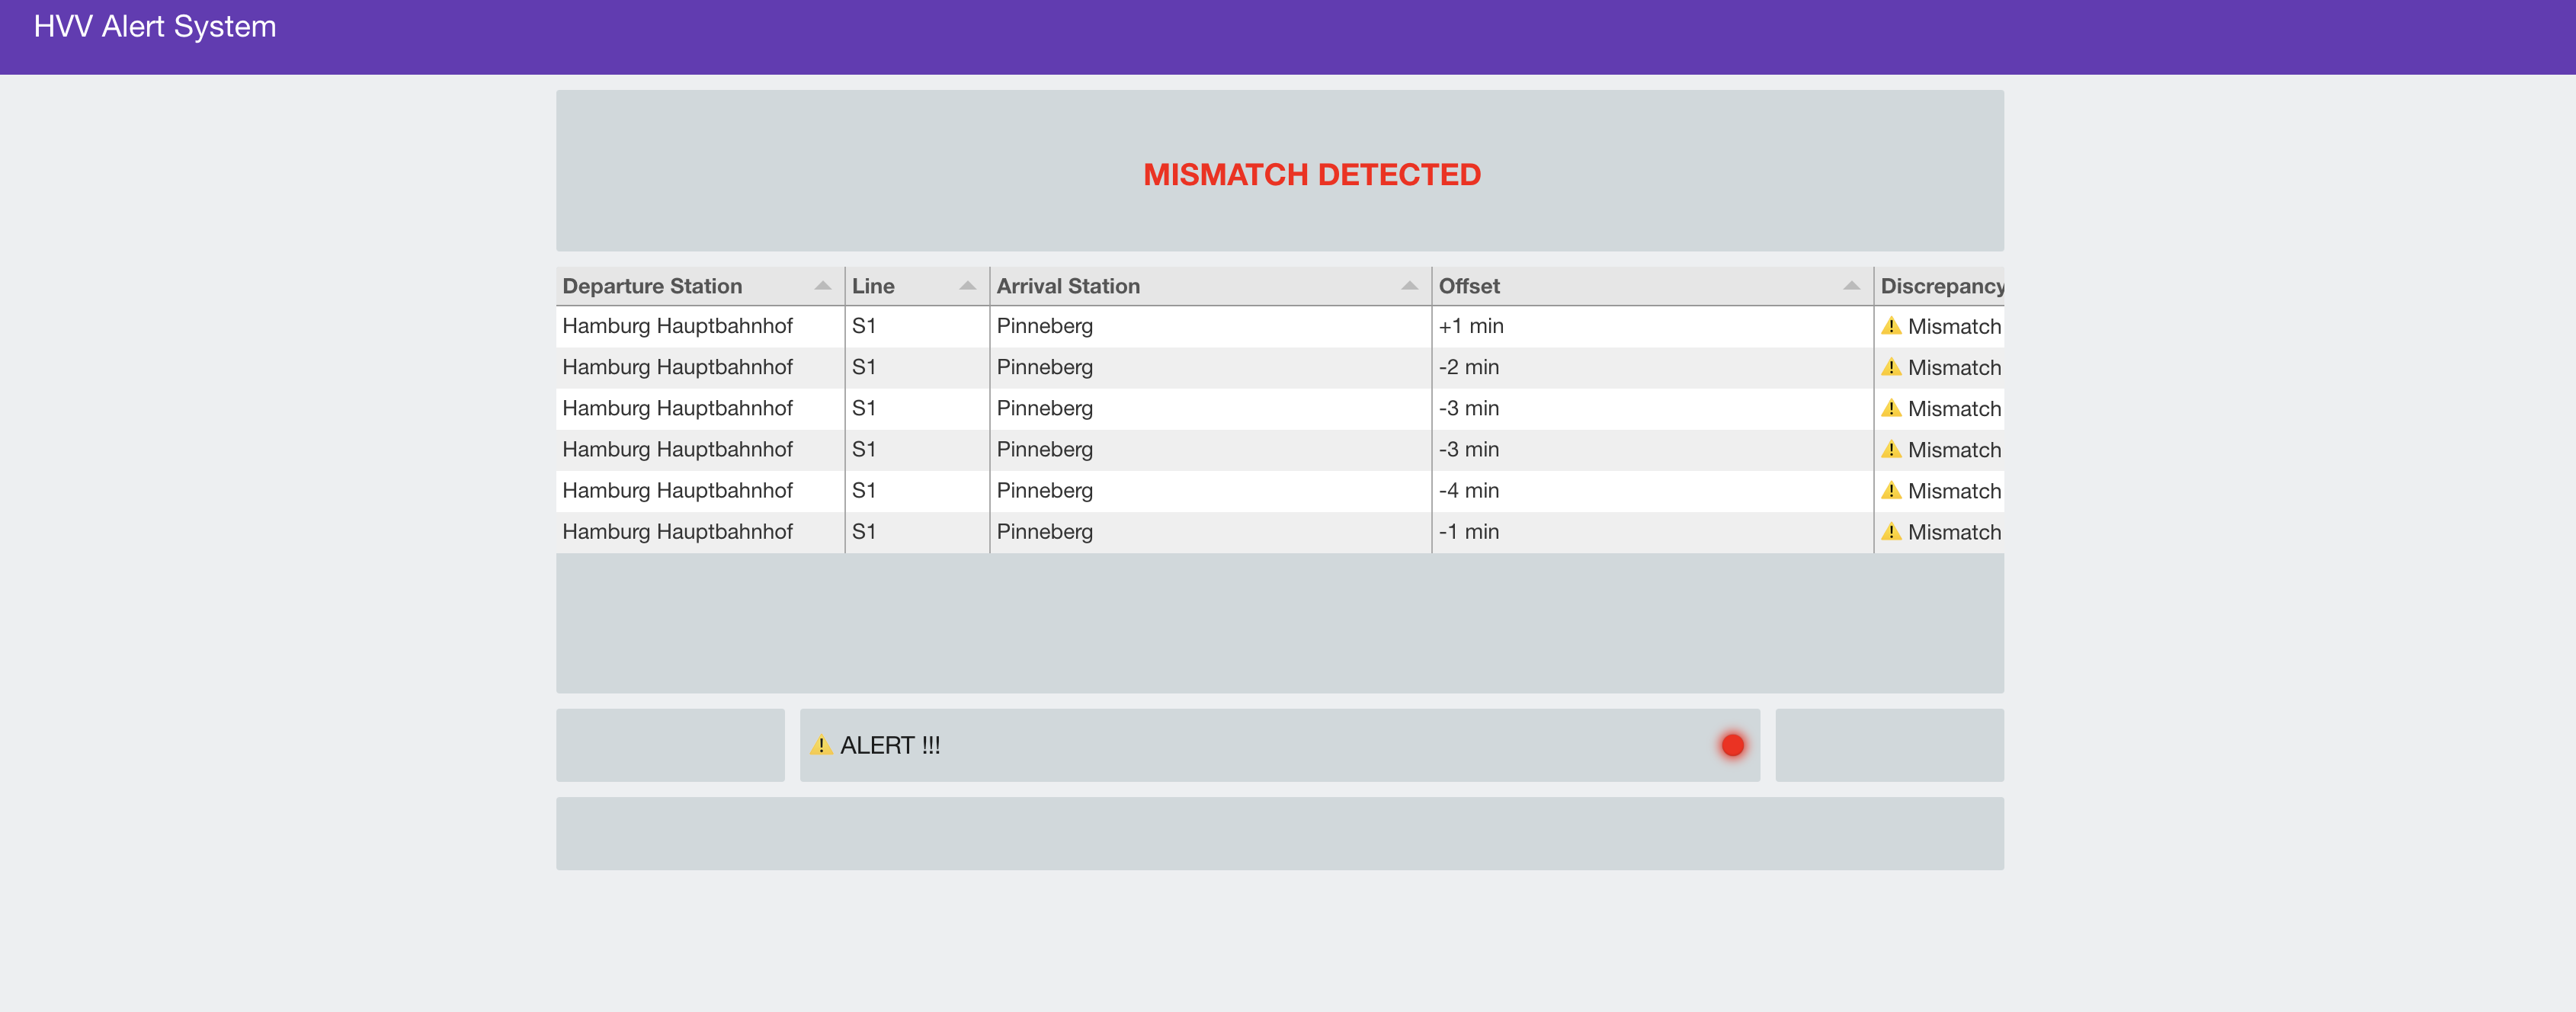 HVV Alert System
MISMATCH DETECTED
Departure Station Line Arrival Station Offset Discrepancy
Hamburg Hauptbahnhof S1 Pinneberg +1 min ⚠️ Mismatch
Hamburg Hauptbahnhof S1 Pinneberg -2 min ⚠️ Mismatch
Hamburg Hauptbahnhof S1 Pinneberg -3 min ⚠️ Mismatch
Hamburg Hauptbahnhof S1 Pinneberg -3 min ⚠️ Mismatch
Hamburg Hauptbahnhof S1 Pinneberg -4 min ⚠️ Mismatch
Hamburg Hauptbahnhof S1 Pinneberg -1 min ⚠️ Mismatch
⚠️ ALERT !!!